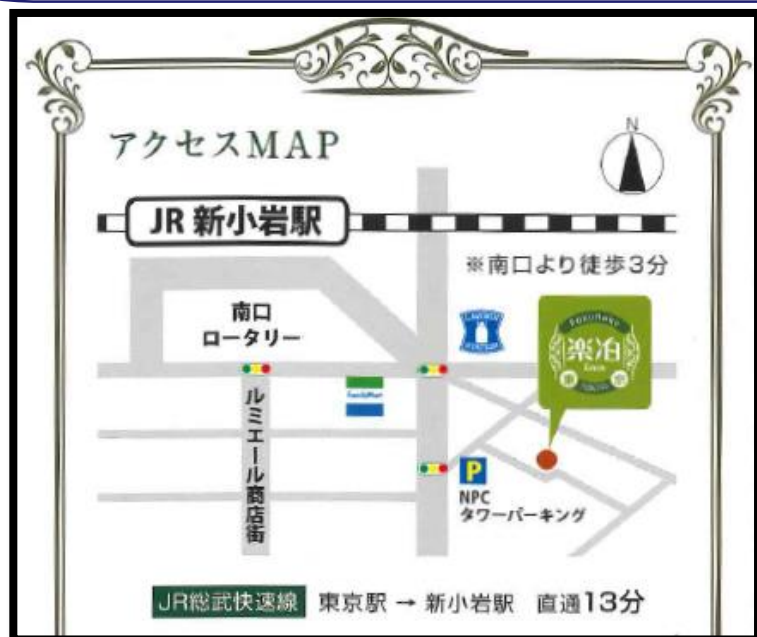 アクセスMAP
N
JR 新小岩駅
※南口より徒歩3分
南口
ロータリー
楽泊
FamilyMart
ルミエール商店街
P
NPC
タワーパーキング
JR総武快速線 東京駅 → 新小岩駅 直通13分